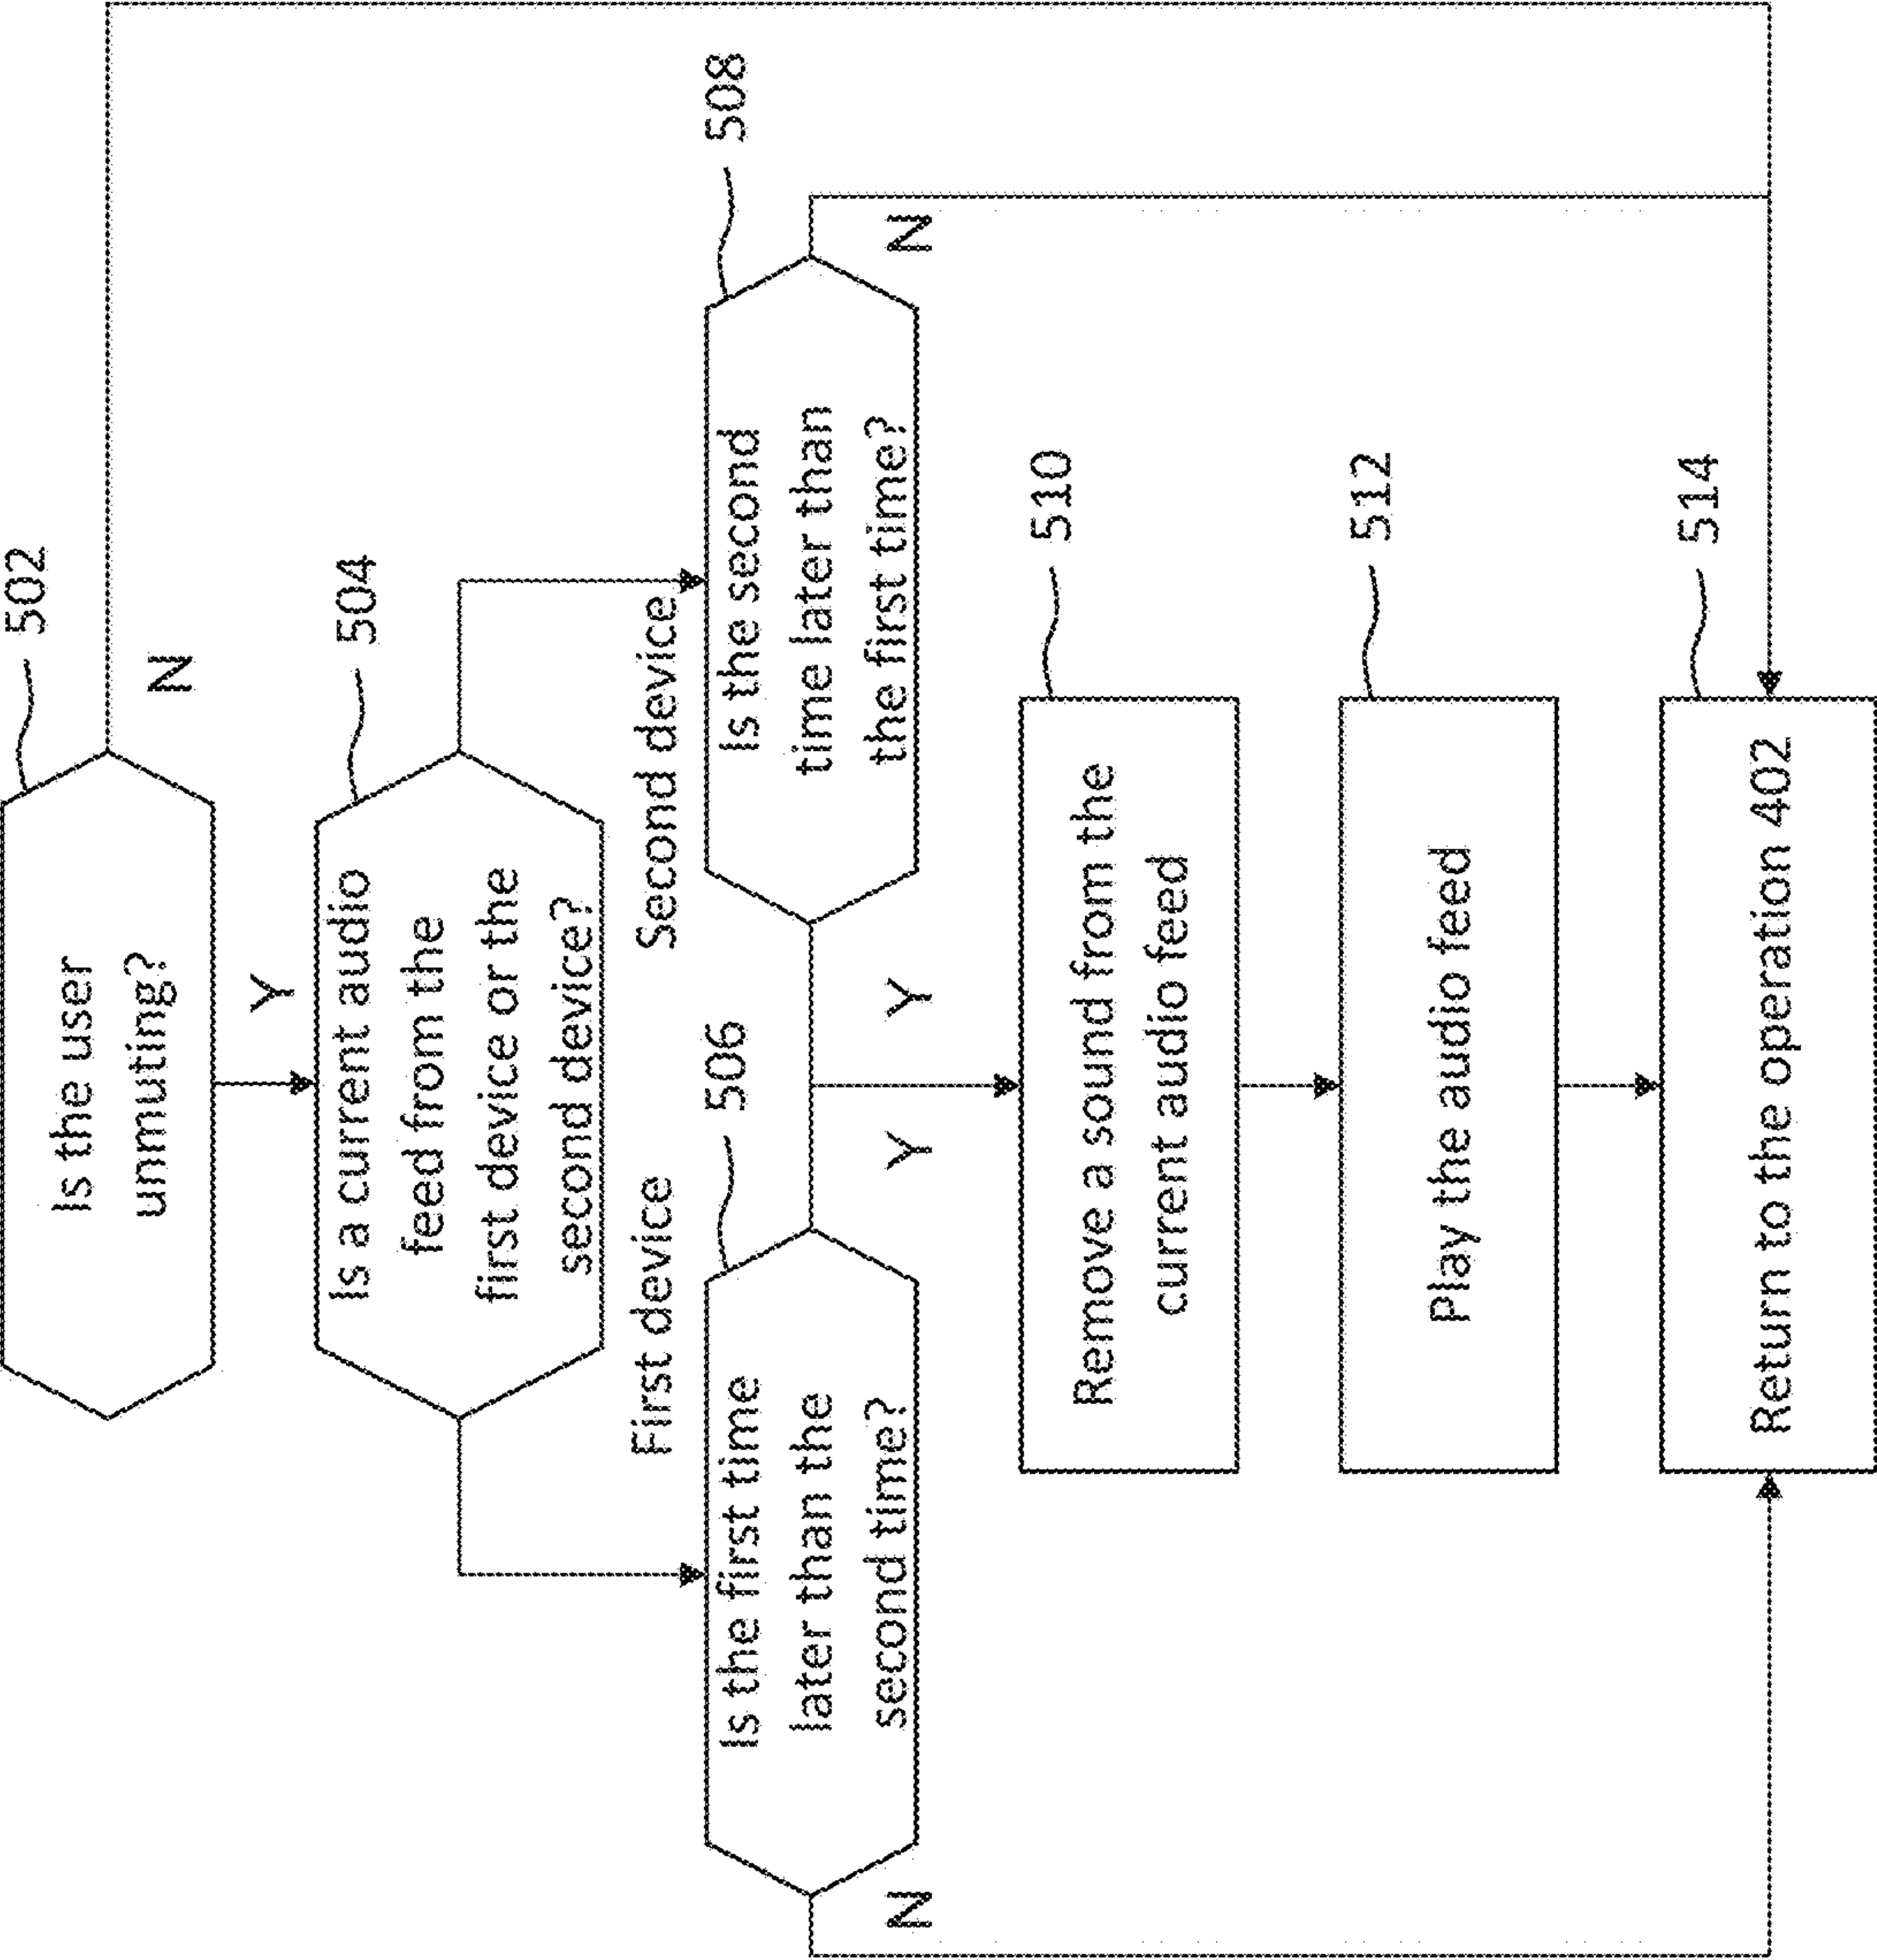 502
Is the user
unmuting?
N
Y
504
Is a current audio
feed from the
first device or the
second device?
First device
Second device
506
Is the first time
later than the
second time?
508
Is the second
time later than
the first time?
N
Y
Y
N
510
Remove a sound from the
current audio feed
512
Play the audio feed
514
Return to the operation 402